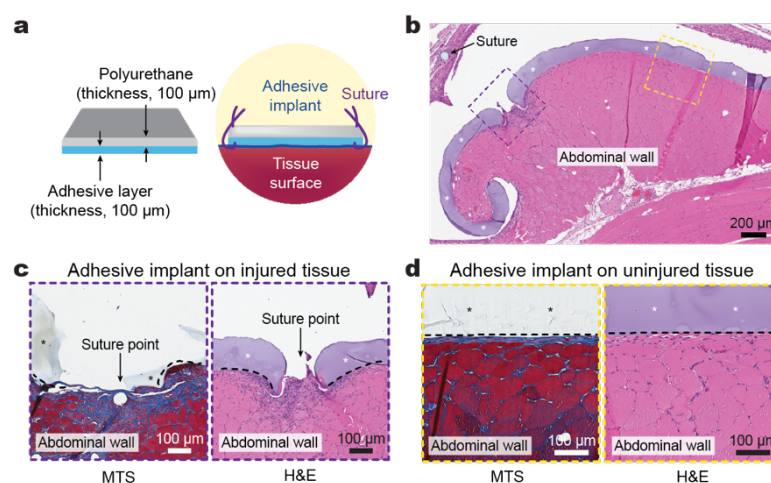 a
Polyurethane
(thickness, 100 μm)
Adhesive layer
(thickness, 100 μm)
Adhesive
implant
Suture
Tissue
surface
b
Suture
Abdominal wall
200 μm
c
Adhesive implant on injured tissue
*
*
Suture point
Abdominal wall
100 μm
MTS
*
*
Suture point
Abdominal wall
100 μm
H&E
d
Adhesive implant on uninjured tissue
*
*
Abdominal wall
100 μm
MTS
*
*
Abdominal wall
100 μm
H&E